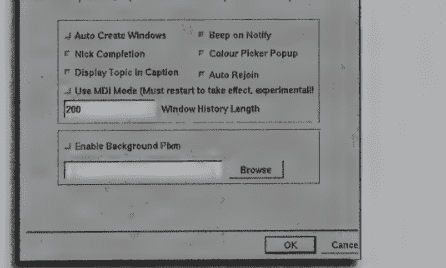 Auto Create Windows Beep on Notify
Nick Completion Colour Picker Popup
Display Topic in Caption Auto Rejoin
Use MDI Mode (Must restart to take effect, experimental!)
200 Window History Length
Enable Background Pixm
Browse
OK Cance